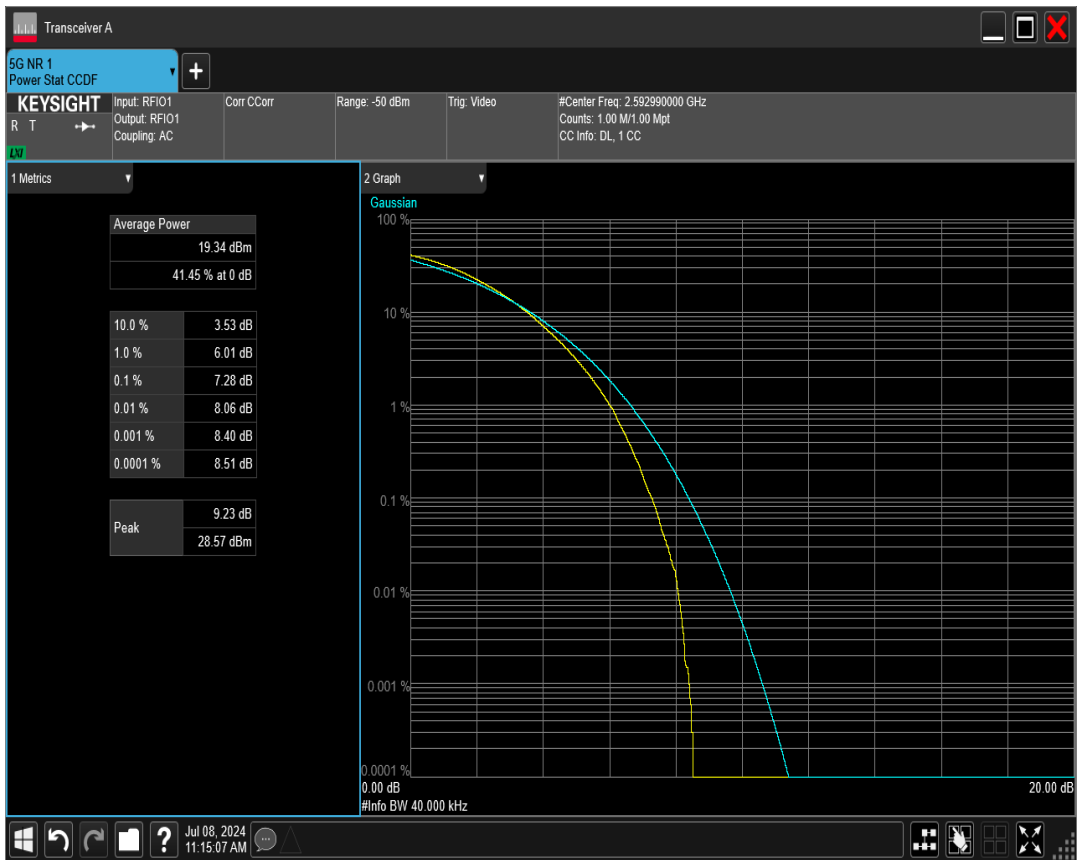 Transceiver A
5G NR 1
Power Stat CCDF
KEYSIGHT
R T
LXI
Input: RFIO1
Output: RFIO1
Coupling: AC
Corr CCorr
Range: -50 dBm
Trig: Video
#Center Freq: 2.592990000 GHz
Counts: 1.00 M/1.00 Mpt
CC Info: DL, 1 CC
1 Metrics
Average Power
19.34 dBm
41.45 % at 0 dB
10.0 % 3.53 dB
1.0 % 6.01 dB
0.1 % 7.28 dB
0.01 % 8.06 dB
0.001 % 8.40 dB
0.0001 % 8.51 dB
Peak
9.23 dB
28.57 dBm
2 Graph
Gaussian
100 %
10 %
1 %
0.1 %
0.01 %
0.001 %
0.0001 %
0.00 dB
20.00 dB
#Info BW 40.000 kHz
?
Jul 08, 2024
11:15:07 AM